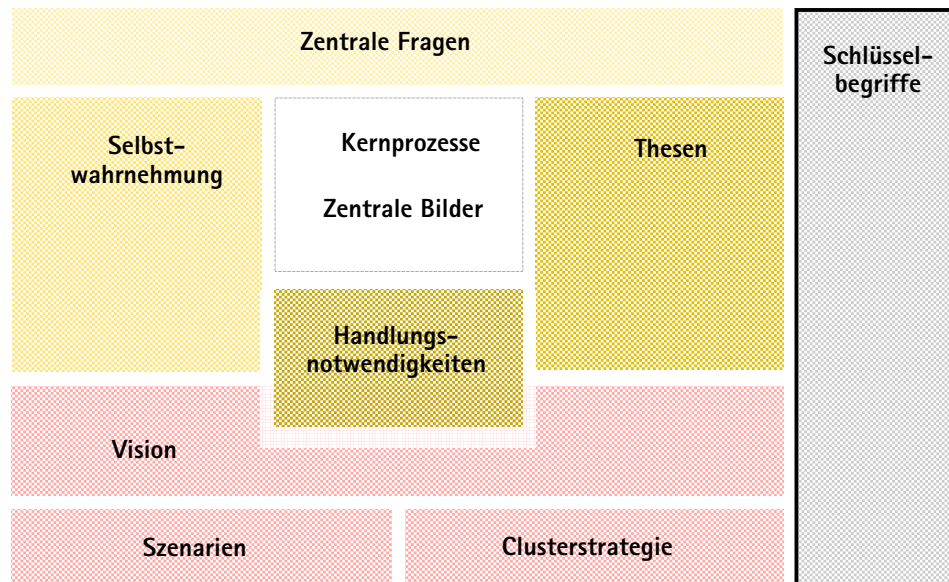 Zentrale Fragen
Schlüssel-
begriffe
Selbst-
wahrnehmung
Kernprozesse
Zentrale Bilder
Thesen
Handlungs-
notwendigkeiten
Vision
Szenarien
Clusterstrategie